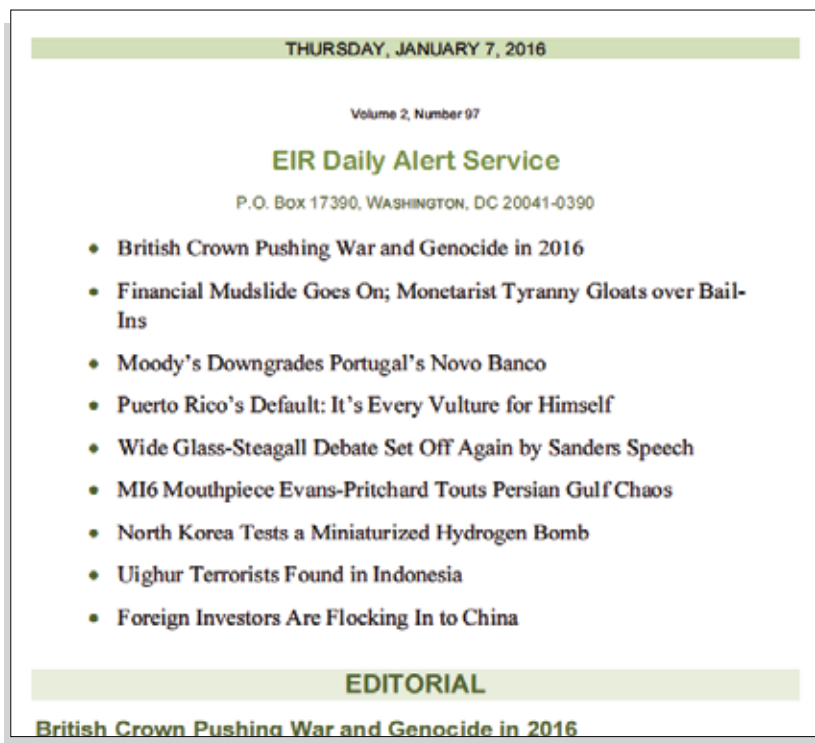 THURSDAY, JANUARY 7, 2016
Volume 2, Number 97
EIR Daily Alert Service
P.O. BOX 17390, WASHINGTON, DC 20041-0390
• British Crown Pushing War and Genocide in 2016
• Financial Mudslide Goes On; Monetarist Tyranny Gloats over Bail-
Ins
• Moody’s Downgrades Portugal’s Novo Banco
• Puerto Rico’s Default: It’s Every Vulture for Himself
• Wide Glass-Steagall Debate Set Off Again by Sanders Speech
• MI6 Mouthpiece Evans-Pritchard Touts Persian Gulf Chaos
• North Korea Tests a Miniaturized Hydrogen Bomb
• Uighur Terrorists Found in Indonesia
• Foreign Investors Are Flocking In to China
EDITORIAL
British Crown Pushing War and Genocide in 2016